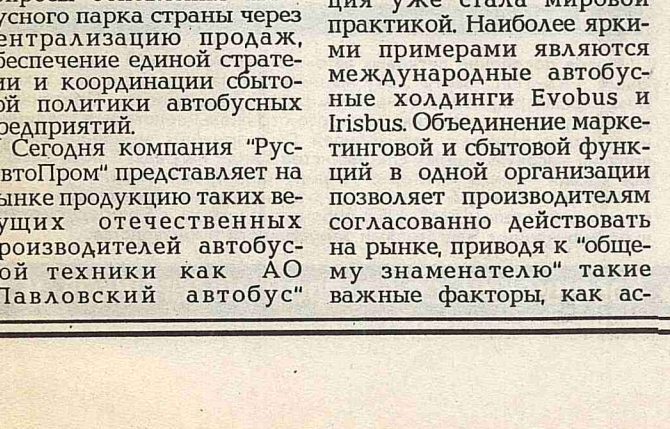 усного парка страны через
ентрализацию продаж,
беспечение единой страте-
ии и координации сбыто-
ой политики автобусных
редприятий.
Сегодня компания "Рус-
втоПром" представляет на
ынке продукцию таких ве-
ущих отечественных
роизводителей автобус-
ой техники как АО
Павловский автобус"
ция уже стала мировой
практикой. Наиболее ярки-
ми примерами являются
международные автобус-
ные холдинги Evobus и
Irisbus. Объединение марке-
тинговой и сбытовой функ-
ций в одной организации
позволяет производителям
согласованно действовать
на рынке, приводя к "обще-
му знаменателю" такие
важные факторы, как ас-